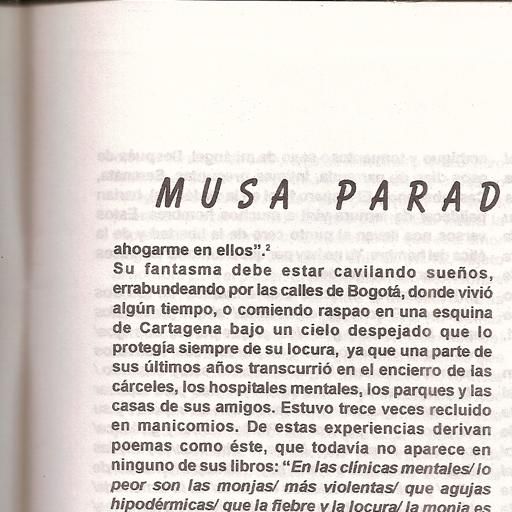 MUSA PARAD
ahogarme en ellos”.²
Su fantasma debe estar cavilando sueños,
errabundeando por las calles de Bogotá, donde vivió
algún tiempo, o comiendo raspao en una esquina
de Cartagena bajo un cielo despejado que lo
protegía siempre de su locura, ya que una parte de
sus últimos años transcurrió en el encierro de las
cárceles, los hospitales mentales, los parques y las
casas de sus amigos. Estuvo trece veces recluido
en manicomios. De estas experiencias derivan
poemas como éste, que todavía no aparece en
ninguno de sus libros: “En las clínicas mentales/ lo
peor son las monjas/ más violentas/ que agujas
hipodérmicas/ que la fiebre y la locura/ la monja es